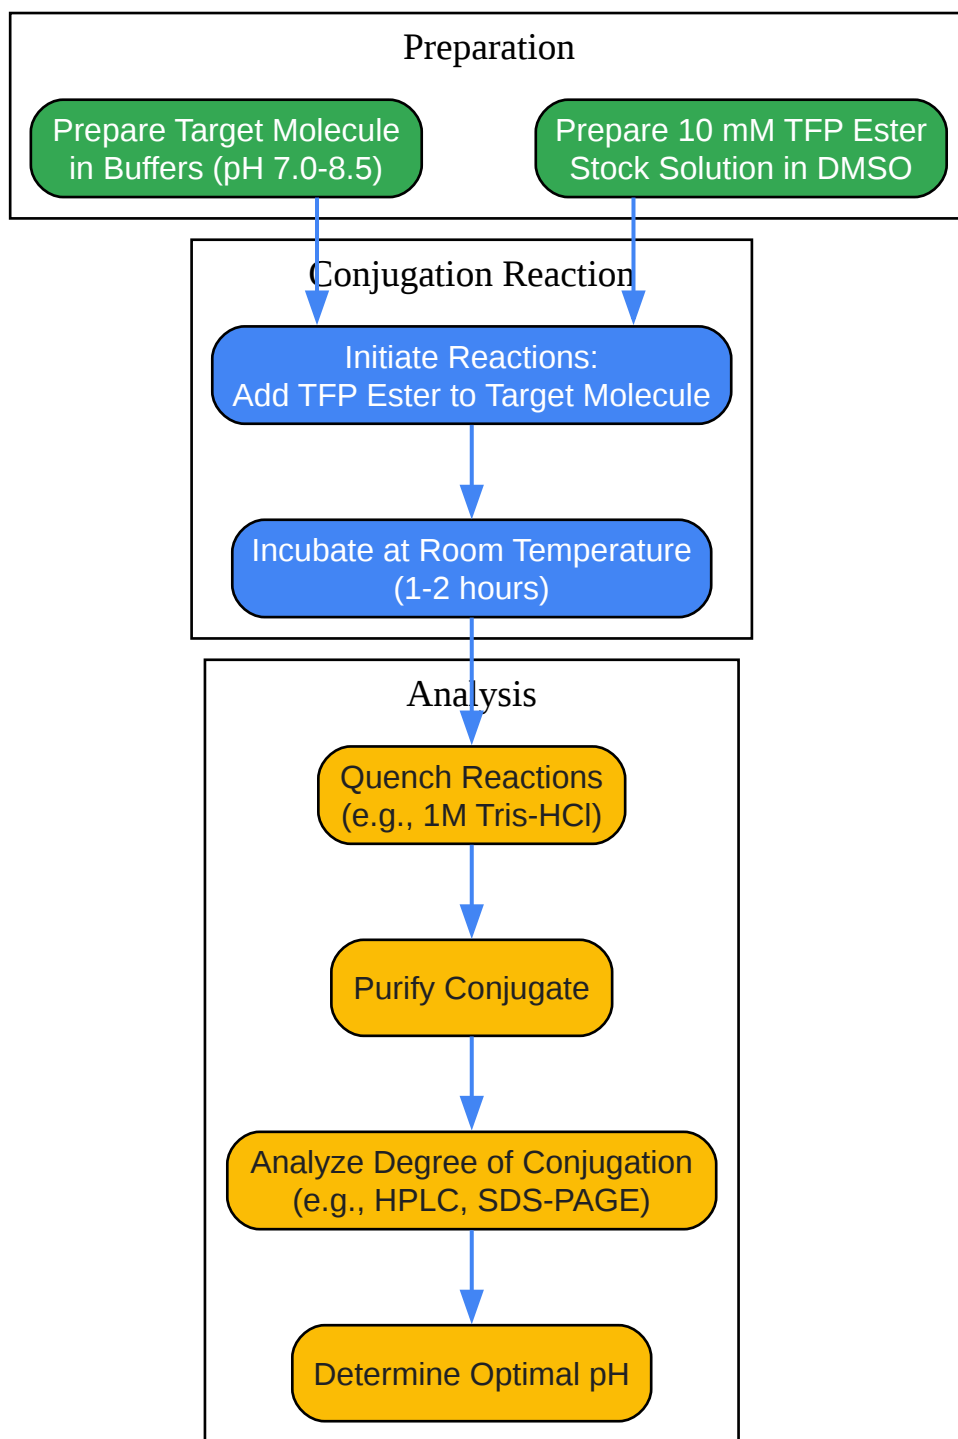 Preparation
Prepare Target Molecule
in Buffers (pH 7.0-8.5)
Prepare 10 mM TFP Ester
Stock Solution in DMSO
Conjugation Reaction
Initiate Reactions:
Add TFP Ester to Target Molecule
Incubate at Room Temperature
(1-2 hours)
Analysis
Quench Reactions
(e.g., 1M Tris-HCl)
Purify Conjugate
Analyze Degree of Conjugation
(e.g., HPLC, SDS-PAGE)
Determine Optimal pH